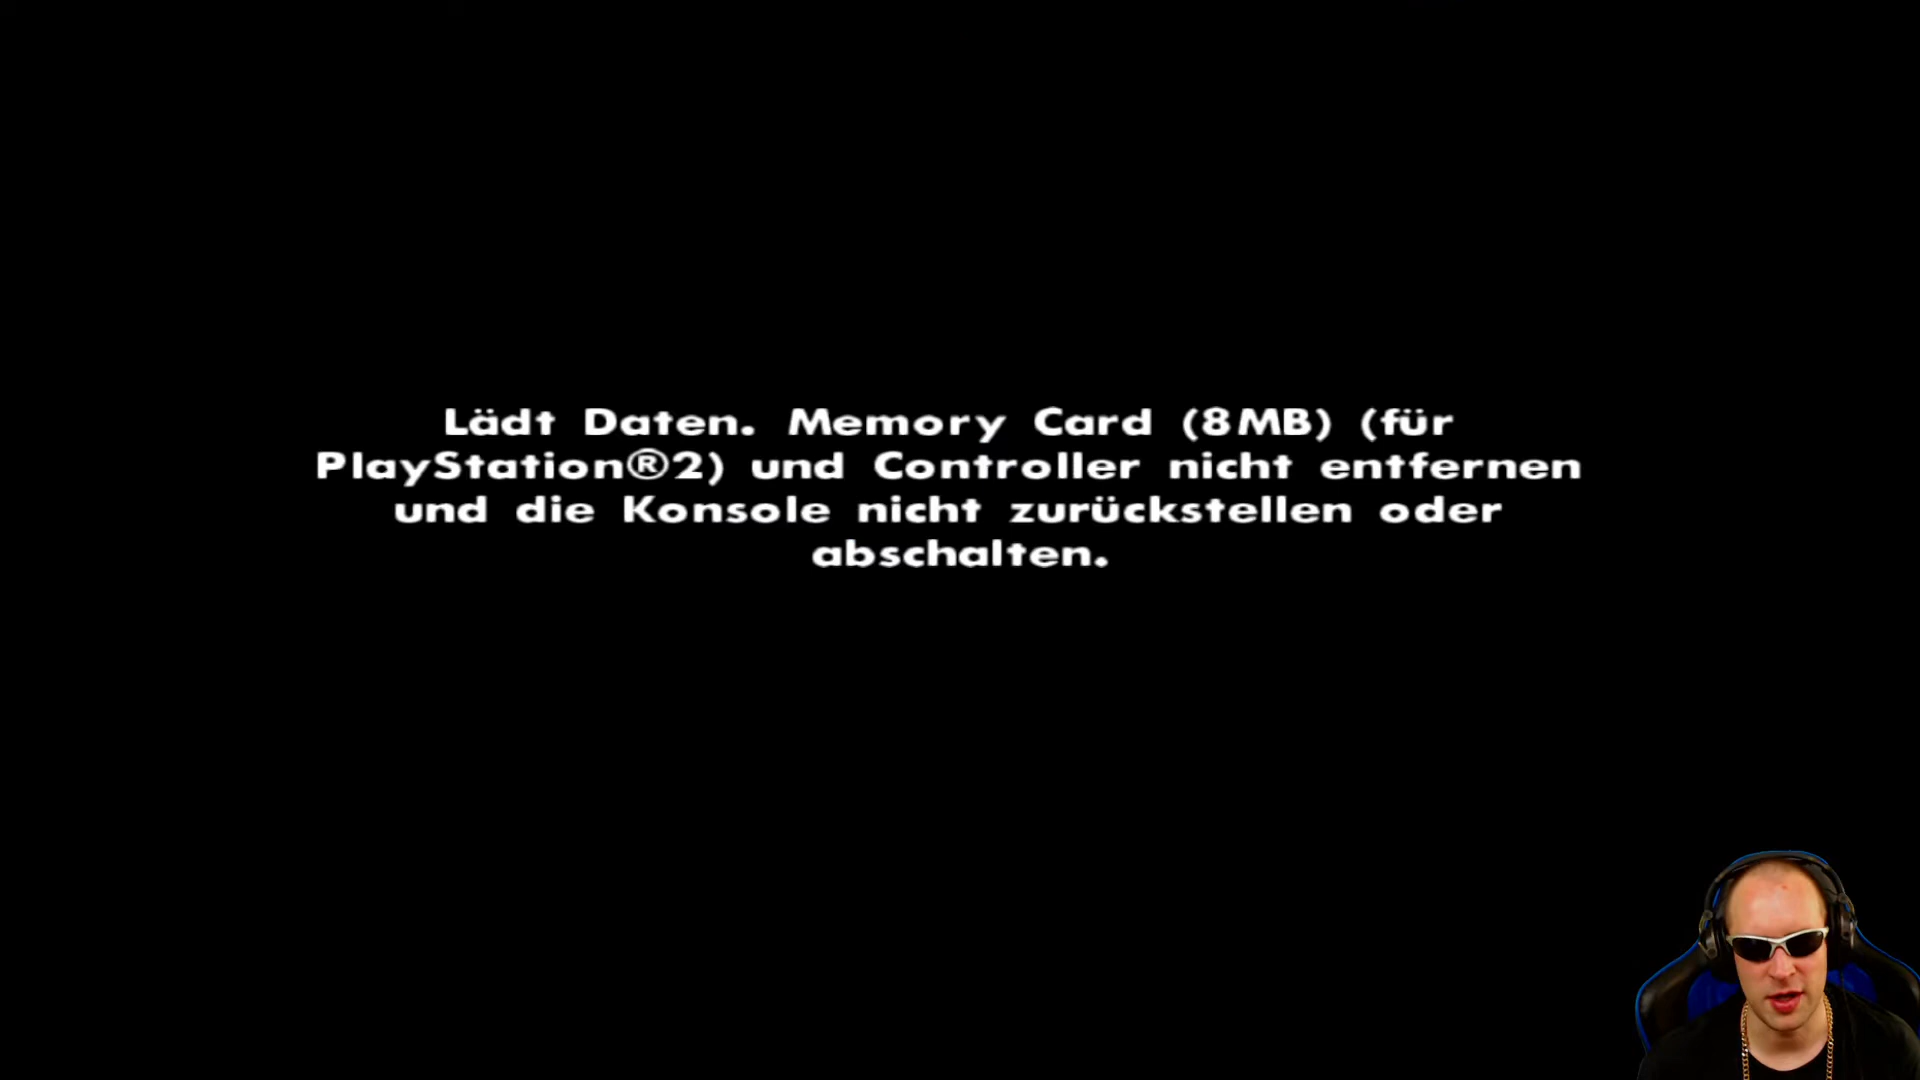 Lädt Daten. Memory Card (8MB) (für
PlayStation®2) und Controller nicht entfernen
und die Konsole nicht zurückstellen oder
abschalten.